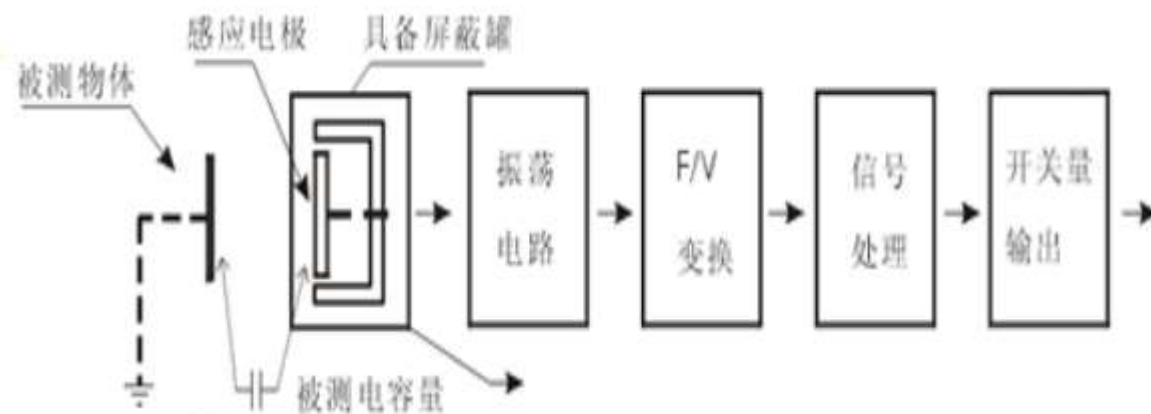 感应电极
具备屏蔽罐
被测物体
振荡
电路
F/V
变换
信号
处理
开关量
输出
被测电容量